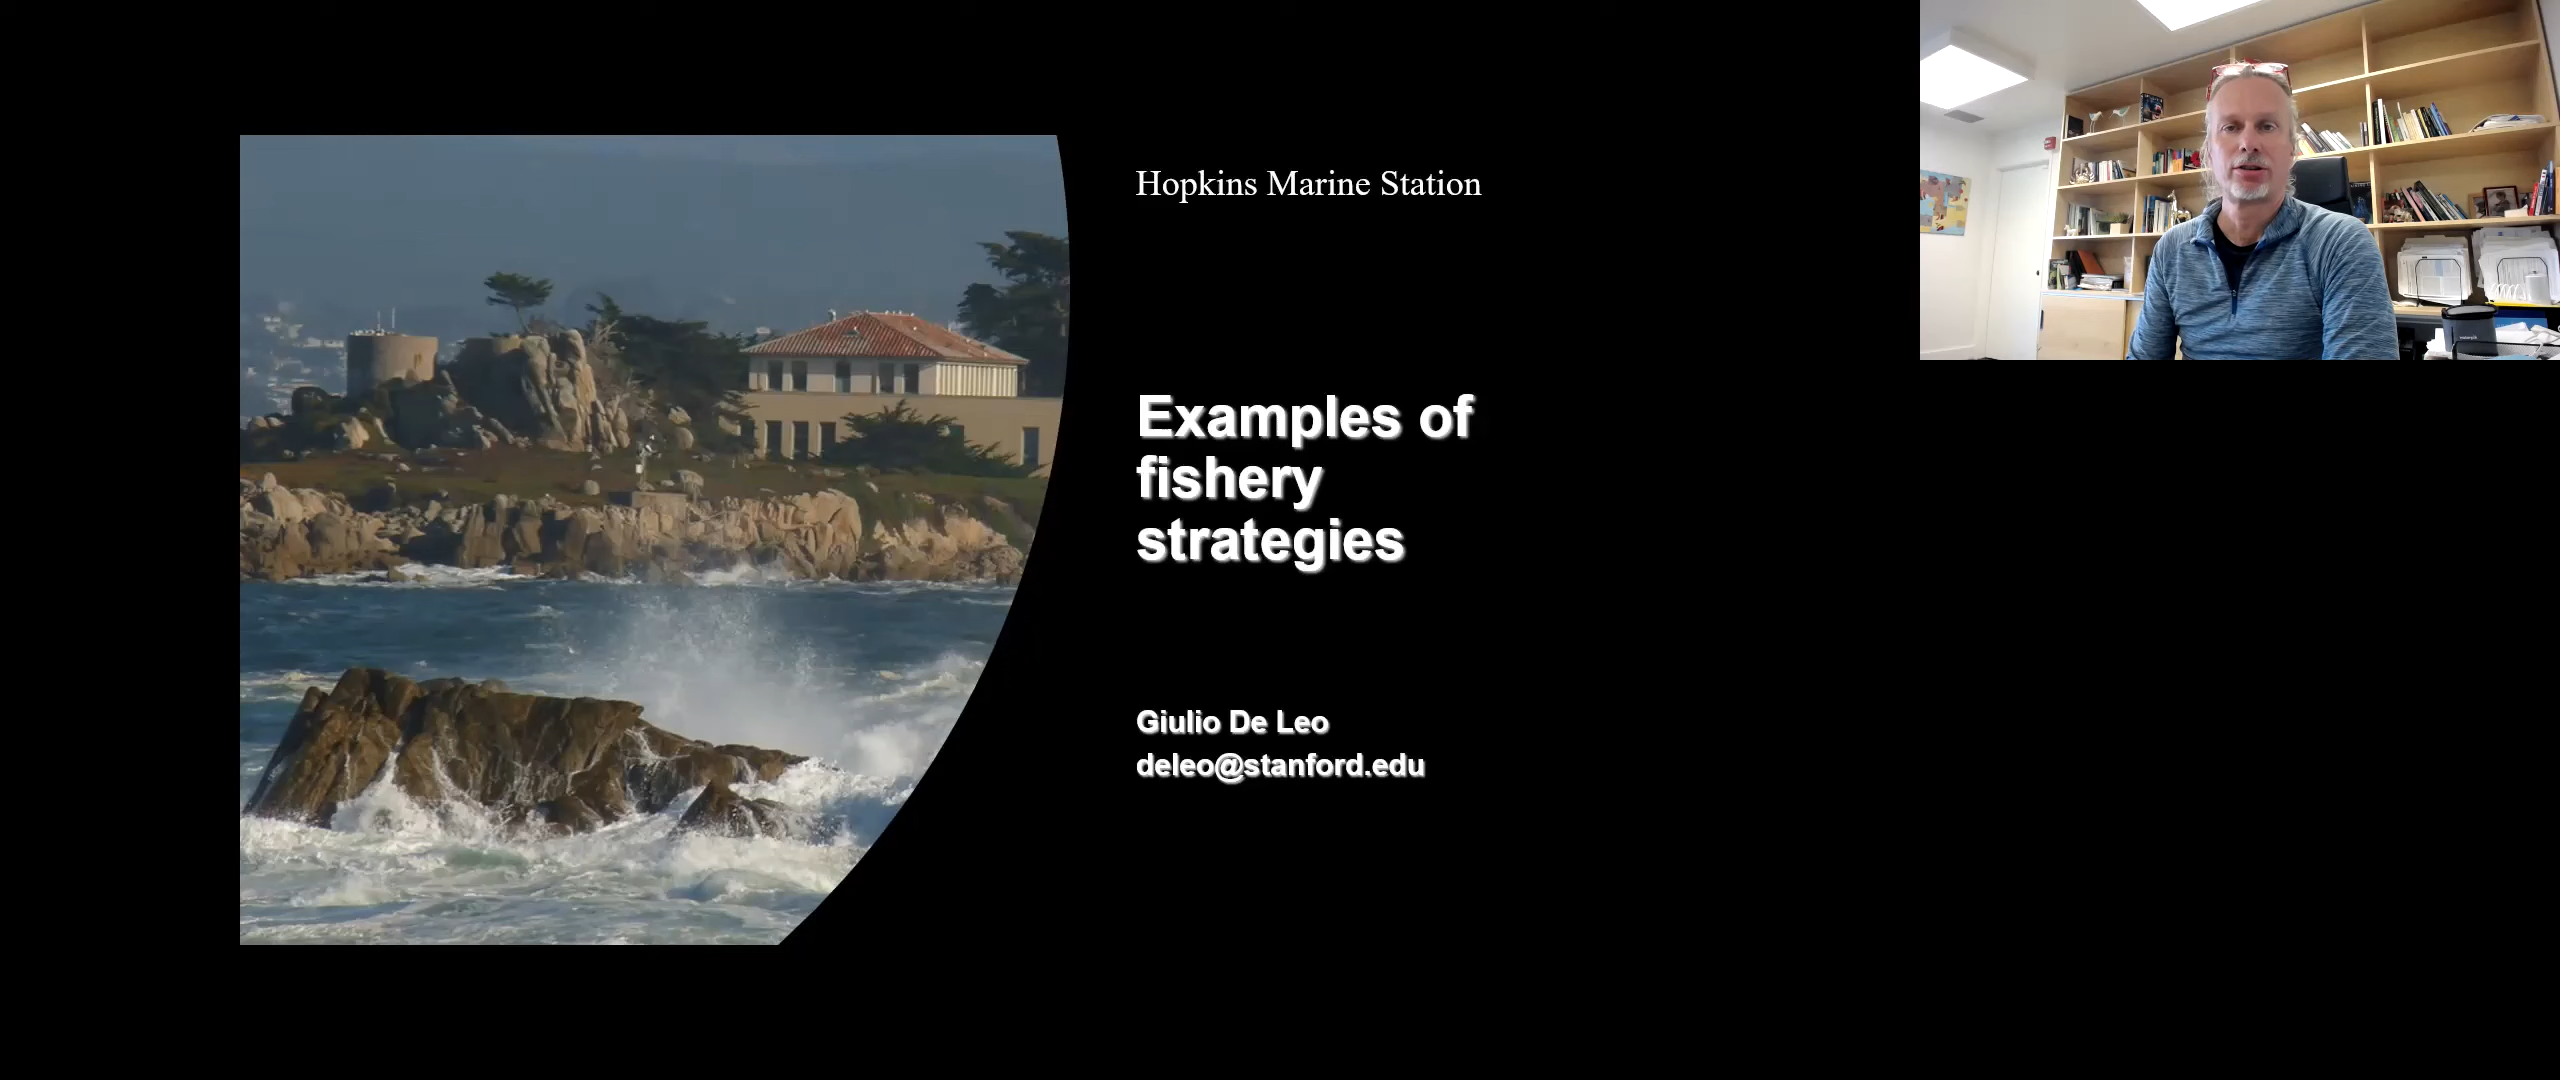 Hopkins Marine Station
Examples of
fishery
strategies
Giulio De Leo
deleo@stanford.edu